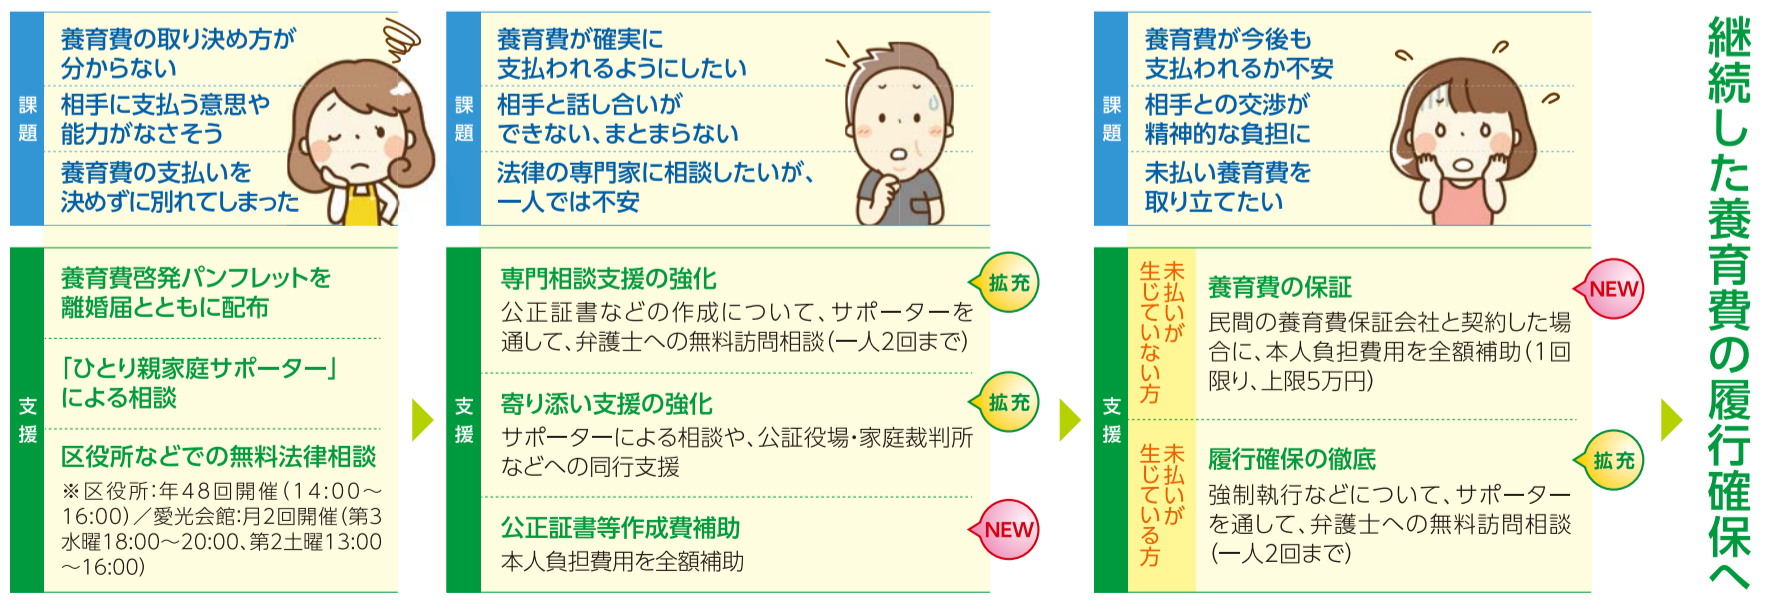 課題
養育費の取り決め方が
分からない
相手に支払う意思や
能力がなさそう
養育費の支払いを
決めずに別れてしまった
支援
養育費啓発パンフレットを
離婚届とともに配布
「ひとり親家庭サポーター」
による相談
区役所などでの無料法律相談
※区役所：年48回開催（14:00～
16:00）／愛光会館：月2回開催（第3
水曜18:00～20:00、第2土曜13:00
～16:00）
課題
養育費が確実に
支払われるようにしたい
相手と話し合いが
できない、まとまらない
法律の専門家に相談したいが、
一人では不安
支援
専門相談支援の強化
拡充
公正証書などの作成について、サポーターを
通して、弁護士への無料訪問相談（一人2回まで）
寄り添い支援の強化
拡充
サポーターによる相談や、公証役場・家庭裁判所
などへの同行支援
公正証書等作成費補助
NEW
本人負担費用を全額補助
課題
養育費が今後も
支払われるか不安
相手との交渉が
精神的な負担に
未払い養育費を
取り立てたい
支援
未払いが
生じていない方
養育費の保証
NEW
民間の養育費保証会社と契約した場
合に、本人負担費用を全額補助（1回
限り、上限5万円）
未払いが
生じている方
履行確保の徹底
拡充
強制執行などについて、サポーター
を通して、弁護士への無料訪問相談
（一人2回まで）
継続した養育費の履行確保へ